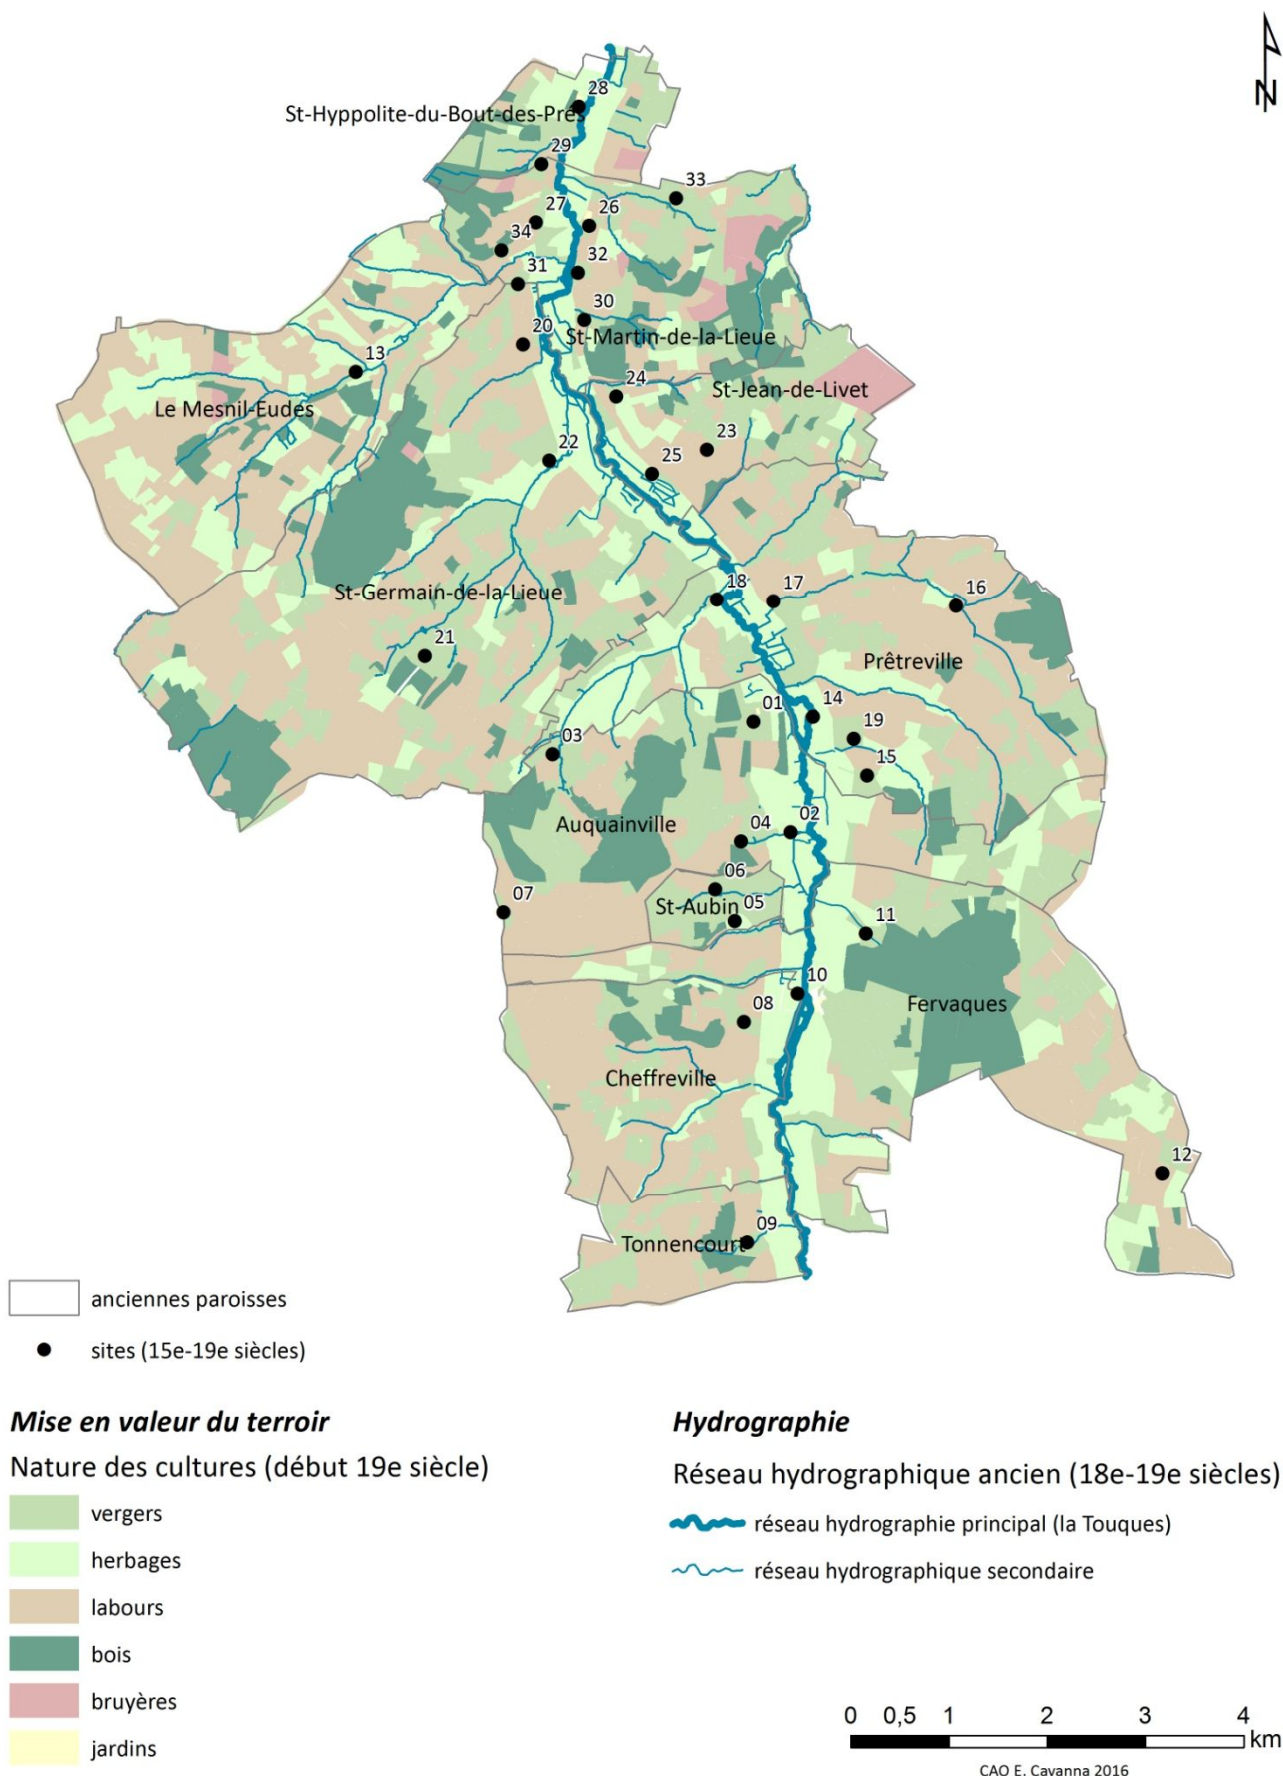 N
28
St-Hyppolite-du-Bout-des-Prés
29
33
27
26
34
32
31
30
20
St-Martin-de-la-Lieue
13
24
St-Jean-de-Livet
Le Mesnil-Eudes
22
23
25
St-Germain-de-la-Lieue
18
17
16
21
Prêtreville
01
14
03
19
15
Auquainville
04
02
06
07
St-Aubin
05
11
10
08
Fervaques
Cheffreville
12
09
Tonnencourt
anciennes paroisses
sites (15e-19e siècles)
Mise en valeur du terroir
Nature des cultures (début 19e siècle)
vergers
herbages
labours
bois
bruyères
jardins
Hydrographie
Réseau hydrographique ancien (18e-19e siècles)
réseau hydrographie principal (la Touques)
réseau hydrographique secondaire
0 0,5 1 2 3 4
km
CAO E. Cavanna 2016